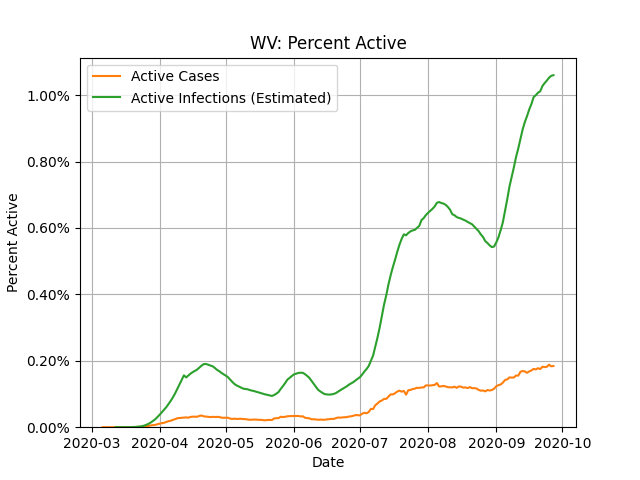 WV: Percent Active
Active Cases
Active Infections (Estimated)
1.00%
0.80%
0.60%
0.40%
0.20%
0.00%
Percent Active
2020-03 2020-04 2020-05 2020-06 2020-07 2020-08 2020-09 2020-10
Date